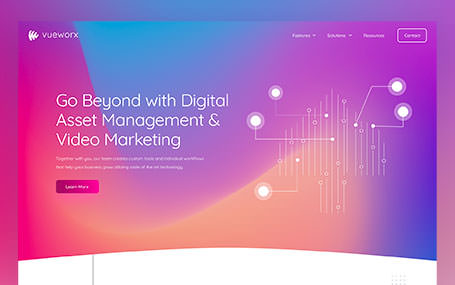 vueworx
Features
Solutions
Resources
Contact
Go Beyond with Digital
Asset Management &
Video Marketing
Together with you, our team creates custom tools and individual workflows
that help your business grow utilizing state of the art technology.
Learn More